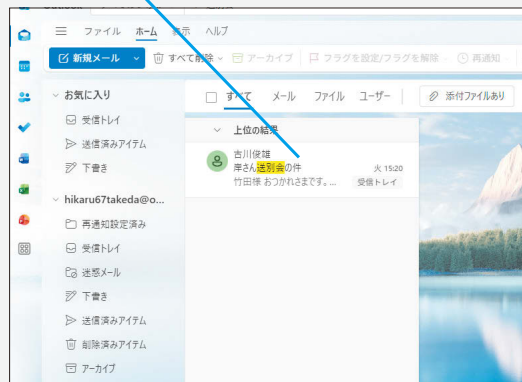 ファイル ホーム 表示 ヘルプ
新規メール すべて削除 アーカイブ フラグを設定/フラグを解除 再通知
お気に入り
すべて メール ファイル ユーザー 添付ファイルあり
受信トレイ
送信済みアイテム
下書き
上位の結果
古川俊雄
岸さん送別会の件 火 15:20
竹田様 おつかれさまです。... 受信トレイ
hikaru67takeda@o...
再通知設定済み
受信トレイ
迷惑メール
下書き
送信済みアイテム
削除済みアイテム
アーカイブ